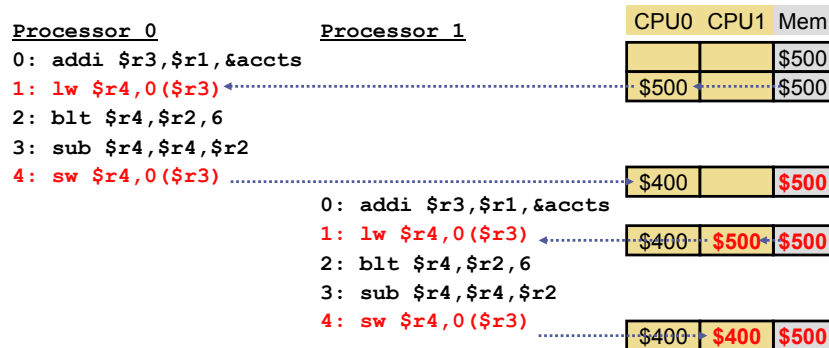 Processor 0 Processor 1 CPU0 CPU1 Mem
0: addi $r3,$r1,&accts $500
1: lw $r4,0($r3) $500 $500
2: blt $r4,$r2,6
3: sub $r4,$r4,$r2
4: sw $r4,0($r3) $400 $500
0: addi $r3,$r1,&accts
1: lw $r4,0($r3) $400 $500 $500
2: blt $r4,$r2,6
3: sub $r4,$r4,$r2
4: sw $r4,0($r3) $400 $400 $500